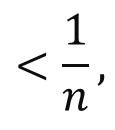 < 1/n,